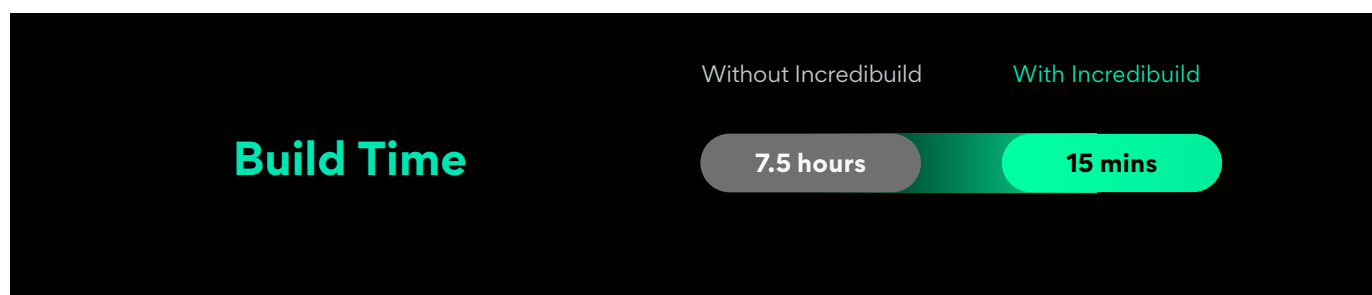 Without Incredibuild
With Incredibuild
Build Time
7.5 hours
15 mins